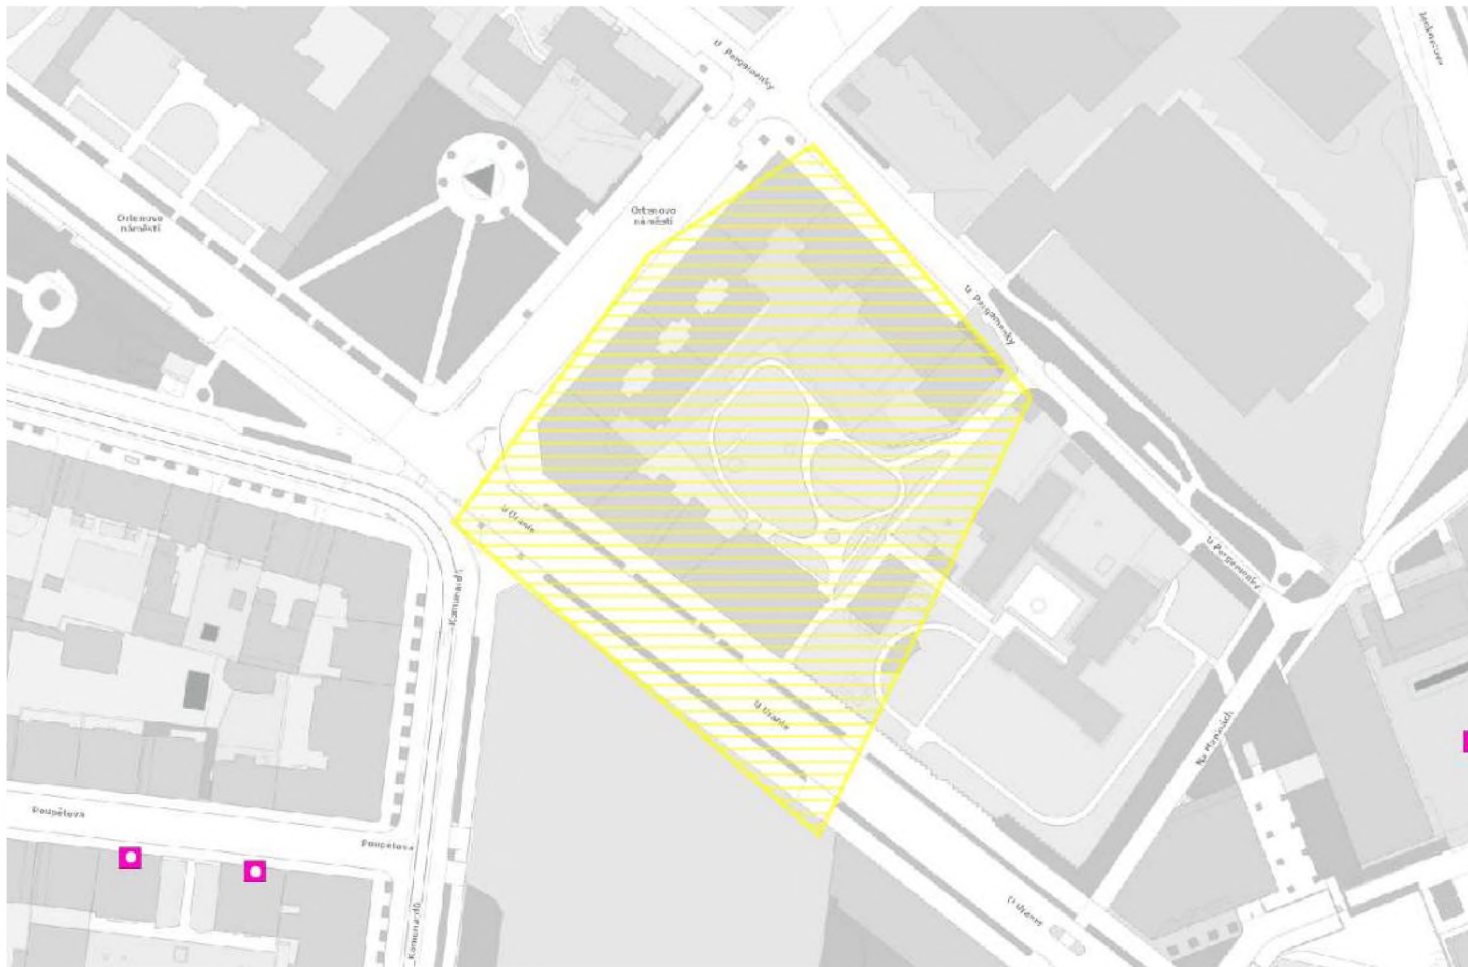 U Pergamenky
Ortenovo
náměstí
Ortenovo
náměstí
U Pergamenky
U Uranie
Komunardů
U Pergamenky
U Uranie
Na Maninách
Poupětova
Poupětova
U Uranie
Komunardů